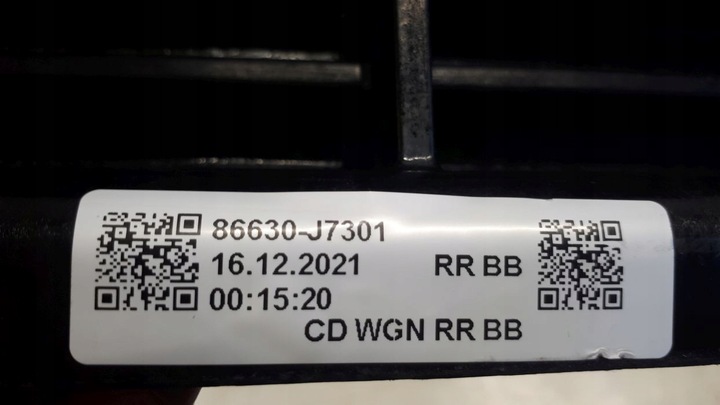 86630-J7301
16.12.2021 RR BB
00:15:20
CD WGN RR BB